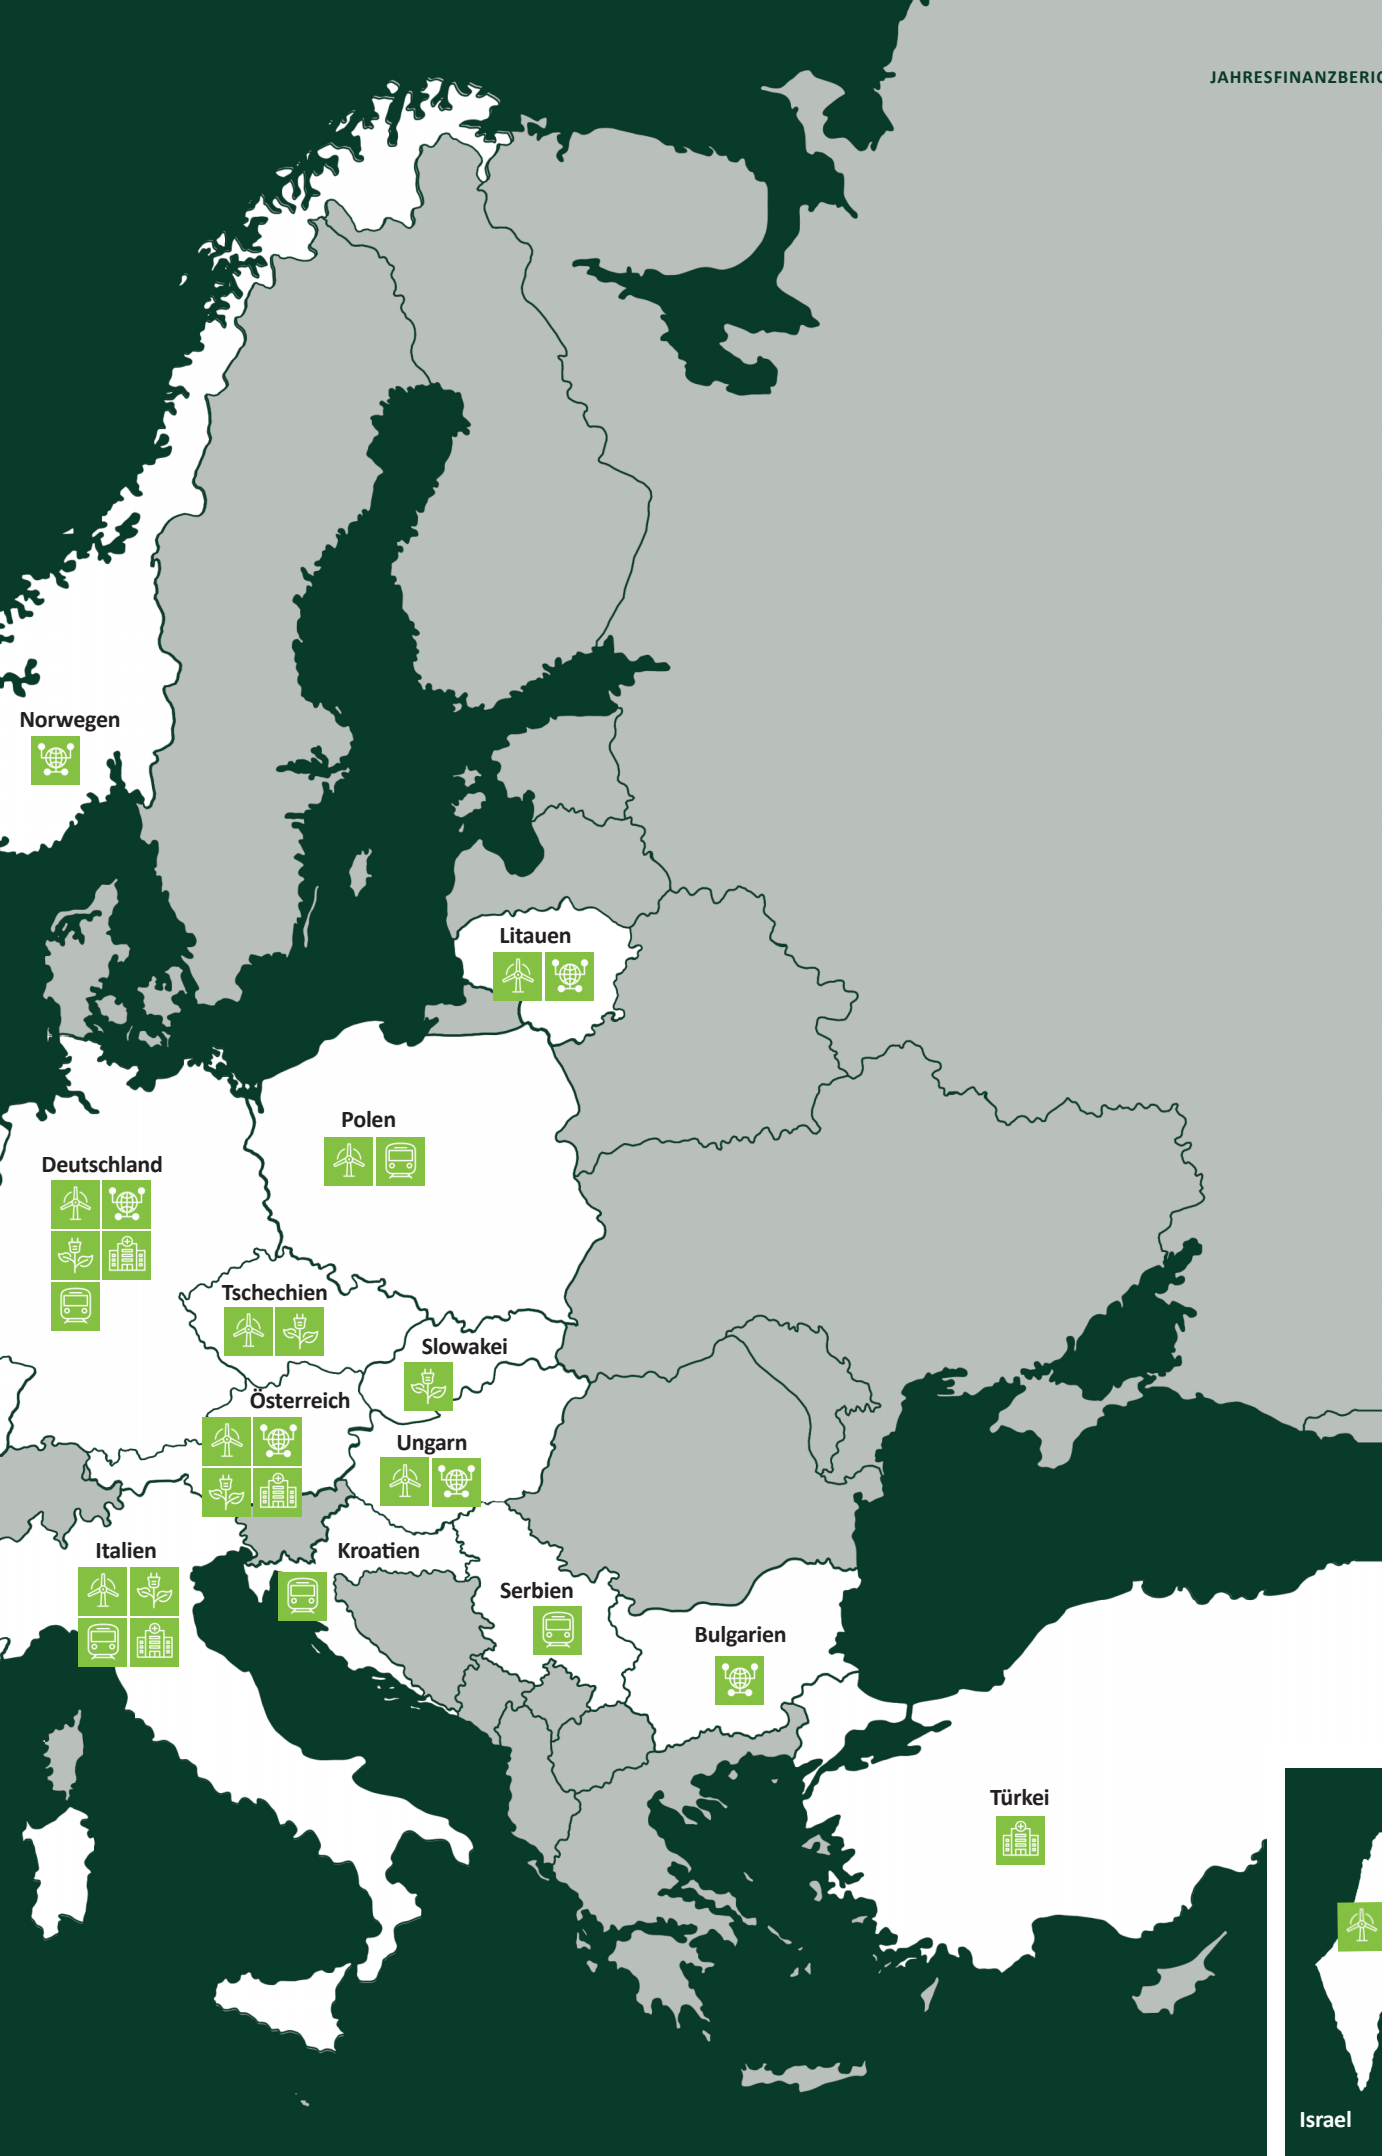 JAHRESFINANZBERIC
Norwegen
Litauen
Polen
Deutschland
Tschechien
Slowakei
Österreich
Ungarn
Italien
Kroatien
Serbien
Bulgarien
Türkei
Israel